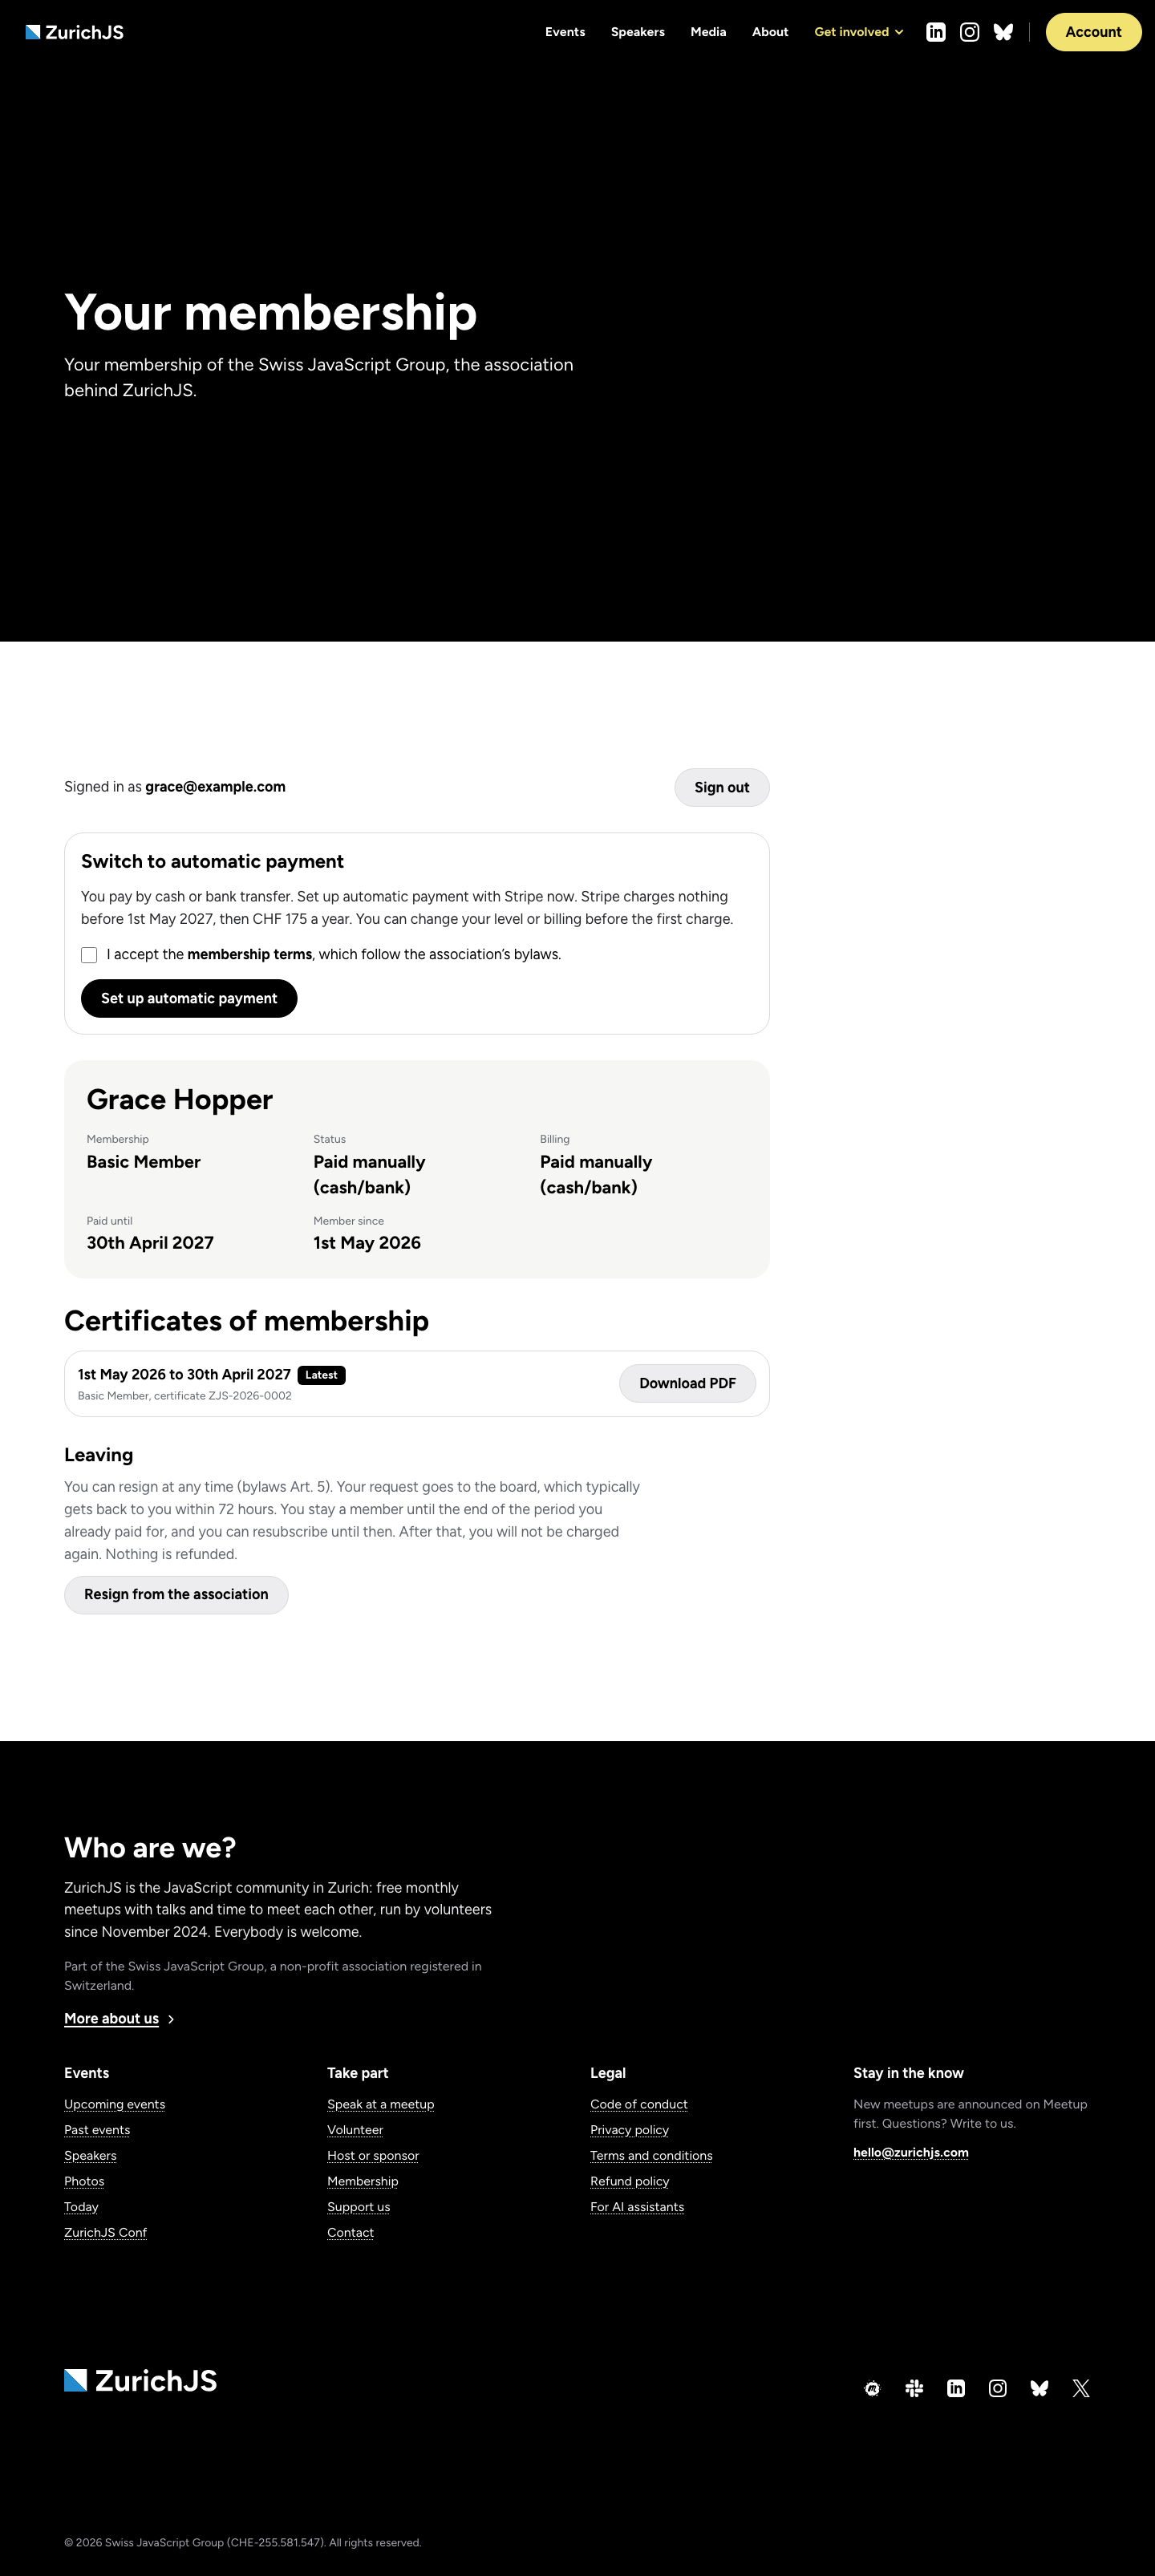 ZurichJS
Events
Speakers
Media
About
Get involved
Account
Your membership
Your membership of the Swiss JavaScript Group, the association
behind ZurichJS.
Signed in as grace@example.com
Sign out
Switch to automatic payment
You pay by cash or bank transfer. Set up automatic payment with Stripe now. Stripe charges nothing
before 1st May 2027, then CHF 175 a year. You can change your level or billing before the first charge.
I accept the membership terms, which follow the association’s bylaws.
Set up automatic payment
Grace Hopper
Membership
Basic Member
Status
Paid manually
(cash/bank)
Billing
Paid manually
(cash/bank)
Paid until
30th April 2027
Member since
1st May 2026
Certificates of membership
1st May 2026 to 30th April 2027 Latest
Basic Member, certificate ZJS-2026-0002
Download PDF
Leaving
You can resign at any time (bylaws Art. 5). Your request goes to the board, which typically
gets back to you within 72 hours. You stay a member until the end of the period you
already paid for, and you can resubscribe until then. After that, you will not be charged
again. Nothing is refunded.
Resign from the association
Who are we?
ZurichJS is the JavaScript community in Zurich: free monthly
meetups with talks and time to meet each other, run by volunteers
since November 2024. Everybody is welcome.
Part of the Swiss JavaScript Group, a non-profit association registered in
Switzerland.
More about us
Events
Upcoming events
Past events
Speakers
Photos
Today
ZurichJS Conf
Take part
Speak at a meetup
Volunteer
Host or sponsor
Membership
Support us
Contact
Legal
Code of conduct
Privacy policy
Terms and conditions
Refund policy
For AI assistants
Stay in the know
New meetups are announced on Meetup
first. Questions? Write to us.
hello@zurichjs.com
ZurichJS
© 2026 Swiss JavaScript Group (CHE-255.581.547). All rights reserved.